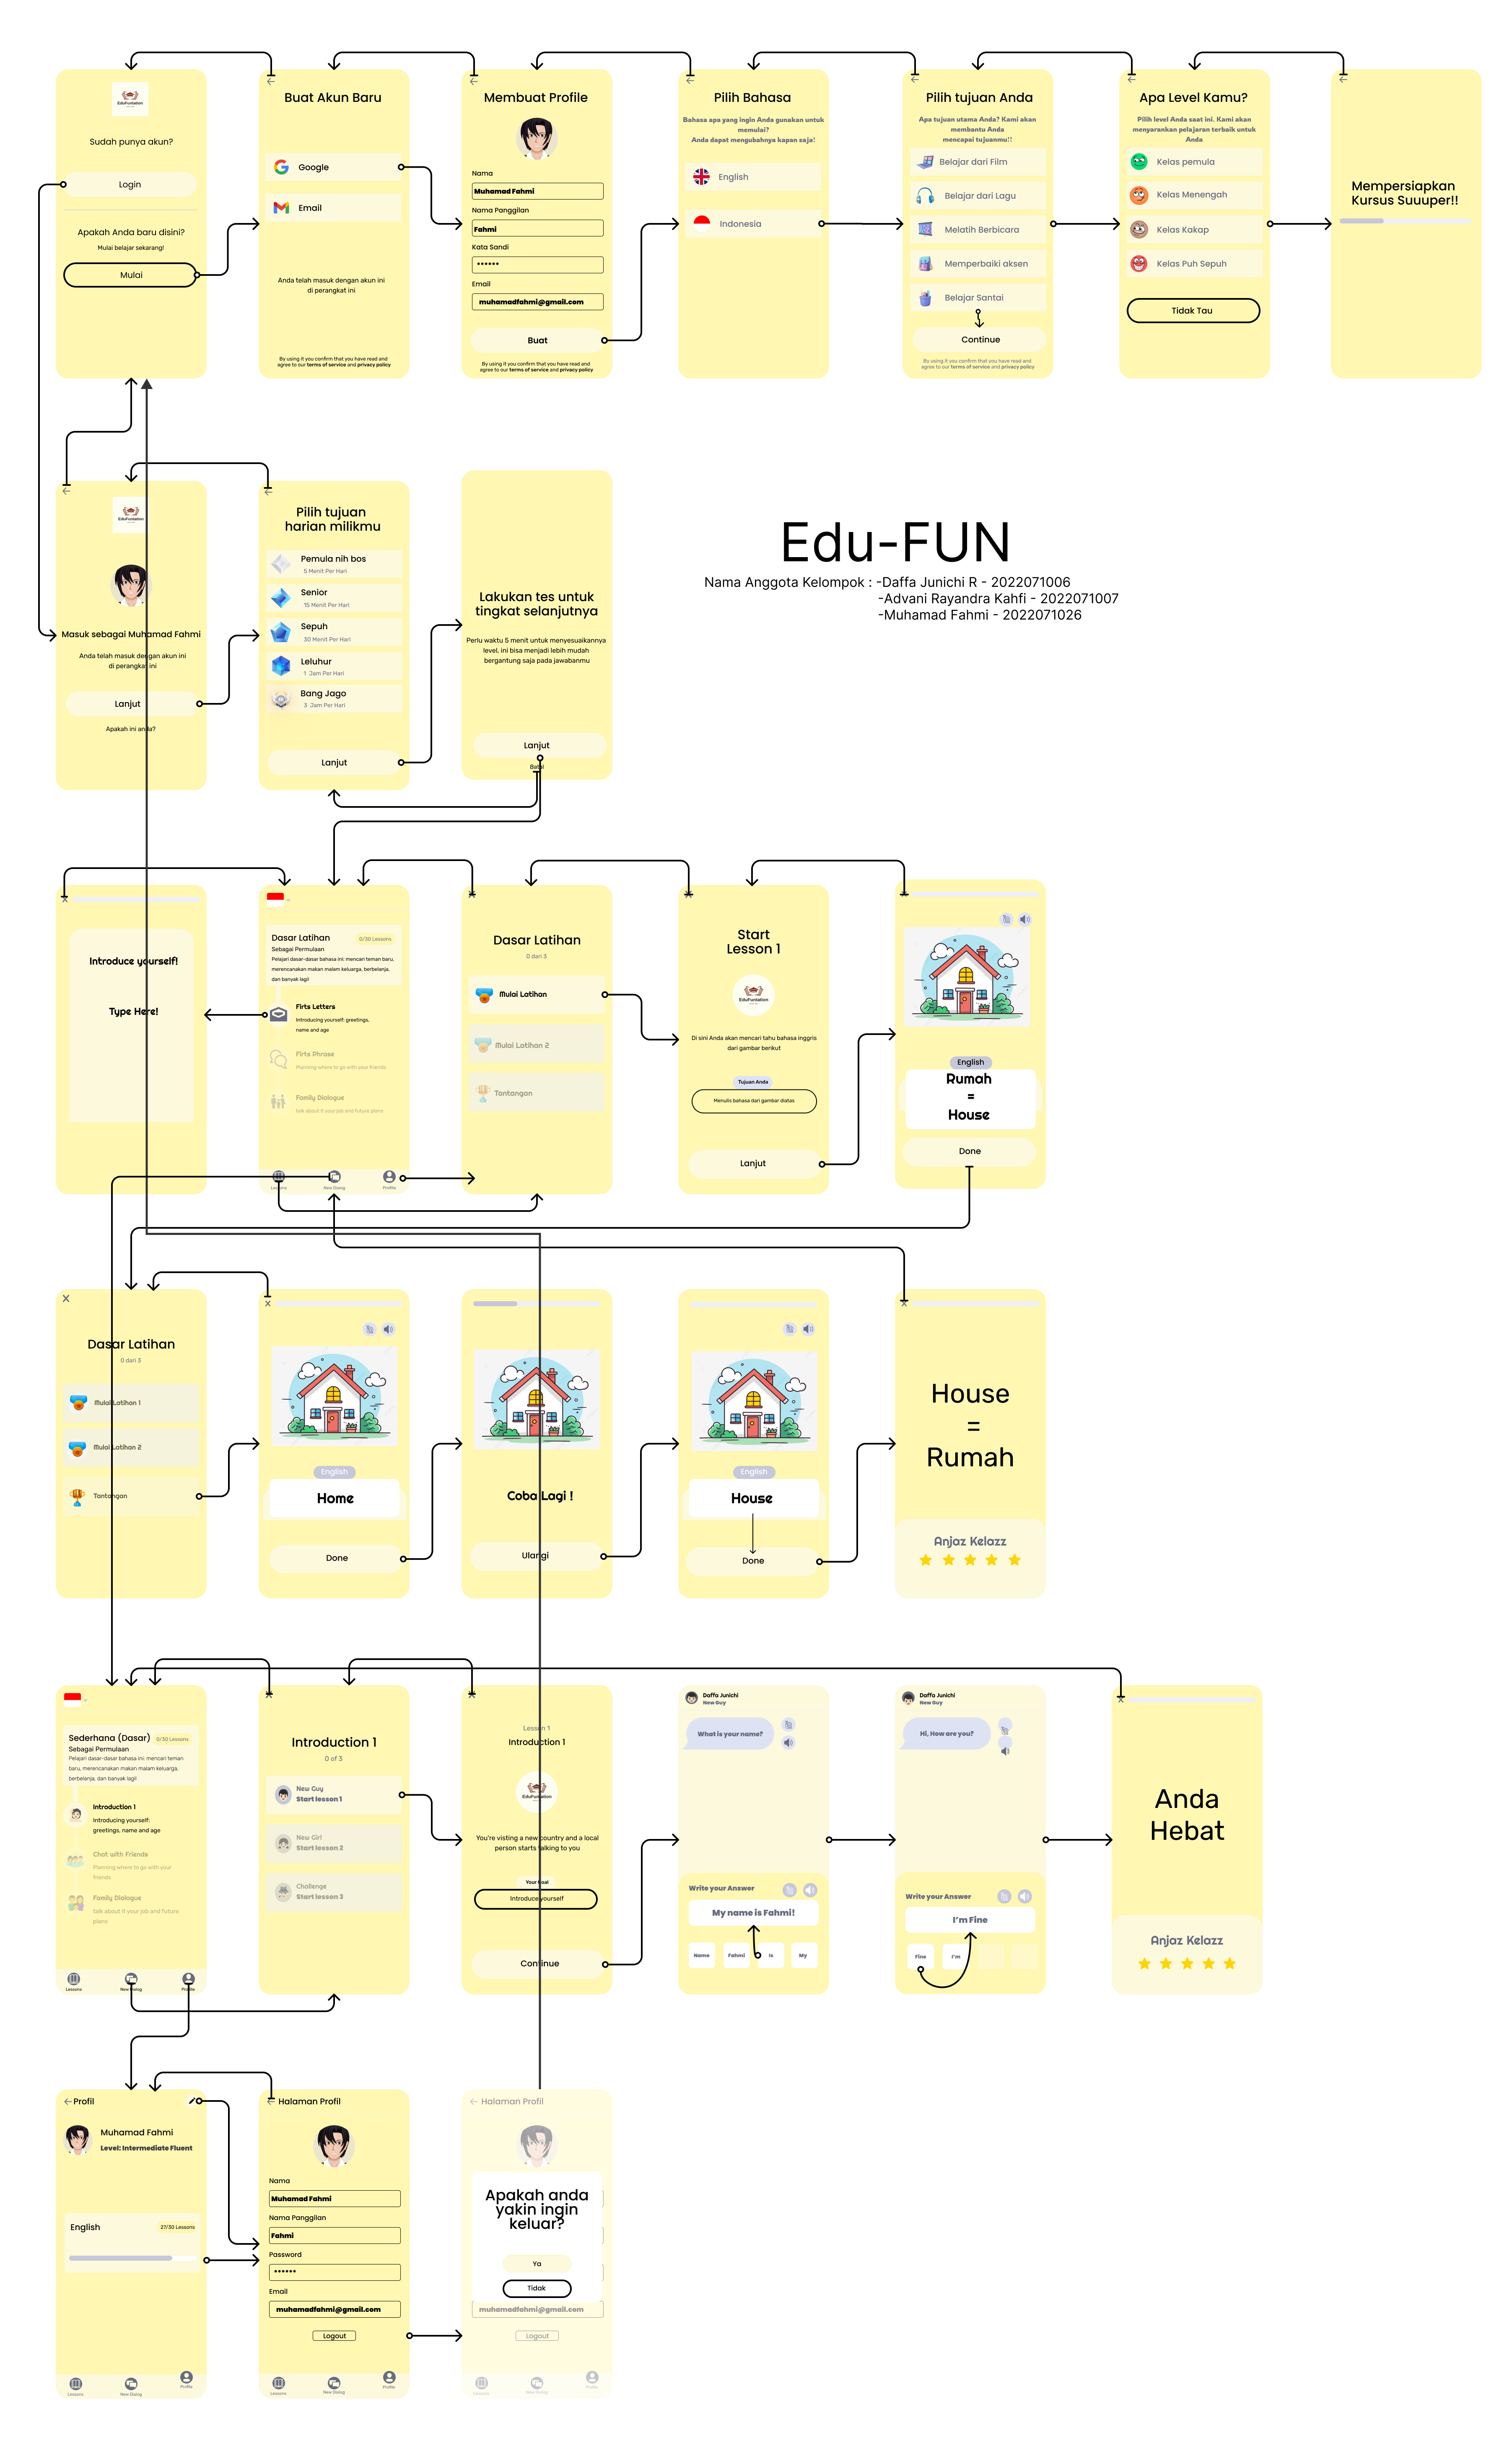 EduFuntation
Sudah punya akun?
Login
Apakah Anda baru disini?
Mulai belajar sekarang!
Mulai
Buat Akun Baru
Google
Email
Anda telah masuk dengan akun ini
di perangkat ini
By using it you confirm that you have read and
agree to our terms of service and privacy policy
Membuat Profile
Nama
Muhamad Fahmi
Nama Panggilan
Fahmi
Kata Sandi
******
Email
muhamadfahmi@gmail.com
Buat
By using it you confirm that you have read and
agree to our terms of service and privacy policy
Pilih Bahasa
Bahasa apa yang ingin Anda gunakan untuk
memulai?
Anda dapat mengubahnya kapan saja!
English
Indonesia
Pilih tujuan Anda
Apa tujuan utama Anda? Kami akan
membantu Anda
mencapai tujuanmu!!
Belajar dari Film
Belajar dari Lagu
Melatih Berbicara
Memperbaiki aksen
Belajar Santai
Continue
By using it you confirm that you have read and
agree to our terms of service and privacy policy
Apa Level Kamu?
Pilih level Anda saat ini. Kami akan
menyarankan pelajaran terbaik untuk
Anda
Kelas pemula
Kelas Menengah
Kelas Kakap
Kelas Puh Sepuh
Tidak Tau
Mempersiapkan
Kursus Suuuper!!
EduFuntation
Masuk sebagai Muhamad Fahmi
Anda telah masuk dengan akun ini
di perangkat ini
Lanjut
Apakah ini anda?
Pilih tujuan
harian milikmu
Pemula nih bos
5 Menit Per Hari
Senior
15 Menit Per Hari
Sepuh
30 Menit Per Hari
Leluhur
1 Jam Per Hari
Bang Jago
3 Jam Per Hari
Lanjut
Lakukan tes untuk
tingkat selanjutnya
Perlu waktu 5 menit untuk menyesuaikannya
level, ini bisa menjadi lebih mudah
bergantung saja pada jawabanmu
Lanjut
Batal
Edu-FUN
Nama Anggota Kelompok : -Daffa Junichi R - 2022071006
-Advani Rayandra Kahfi - 2022071007
-Muhamad Fahmi - 2022071026
X
Introduce yourself!
Type Here!
Dasar Latihan
0/30 Lessons
Sebagai Permulaan
Pelajari dasar-dasar bahasa ini: mencari teman baru,
merencanakan makan malam keluarga, berbelanja,
dan banyak lagi!
Firts Letters
Introducing yourself: greetings,
name and age
Firts Phrase
Planning where to go with your friends
Family Dialogue
talk about it your job and future plans
Lessons
New Dialog
Profile
X
Dasar Latihan
0 dari 3
Mulai Latihan
Mulai Latihan 2
Tantangan
X
Start
Lesson 1
EduFuntation
Di sini Anda akan mencari tahu bahasa inggris
dari gambar berikut
Tujuan Anda
Menulis bahasa dari gambar diatas
Lanjut
X
English
Rumah
=
House
Done
X
Dasar Latihan
0 dari 3
Mulai Latihan 1
Mulai Latihan 2
Tantangan
X
English
Home
Done
Coba Lagi !
Ulangi
English
House
Done
X
House
=
Rumah
Anjaz Kelazz
Sederhana (Dasar)
0/30 Lessons
Sebagai Permulaan
Pelajari dasar-dasar bahasa ini: mencari teman
baru, merencanakan makan malam keluarga,
berbelanja, dan banyak lagi!
Introduction 1
Introducing yourself:
greetings, name and age
Chat with Friends
Planning where to go with your
friends
Family Dialogue
talk about it your job and future
plans
Lessons
New Dialog
Profile
X
Introduction 1
0 of 3
New Guy
Start lesson 1
New Girl
Start lesson 2
Challenge
Start lesson 3
X
Lesson 1
Introduction 1
EduFuntation
You're visting a new country and a local
person starts talking to you
Your Goal
Introduce yourself
Continue
Daffa Junichi
New Guy
What is your name?
Write your Answer
My name is Fahmi!
Name
Fahmi
Is
My
Daffa Junichi
New Guy
Hi, How are you?
Write your Answer
I'm Fine
Fine
I'm
X
Anda
Hebat
Anjaz Kelazz
Profil
Muhamad Fahmi
Level: Intermediate Fluent
English
27/30 Lessons
Lessons
New Dialog
Profile
Halaman Profil
Nama
Muhamad Fahmi
Nama Panggilan
Fahmi
Password
******
Email
muhamadfahmi@gmail.com
Logout
Lessons
New Dialog
Profile
Halaman Profil
Apakah anda
yakin ingin
keluar?
Ya
Tidak
muhamadfahmi@gmail.com
Logout
Lessons
New Dialog
Profile